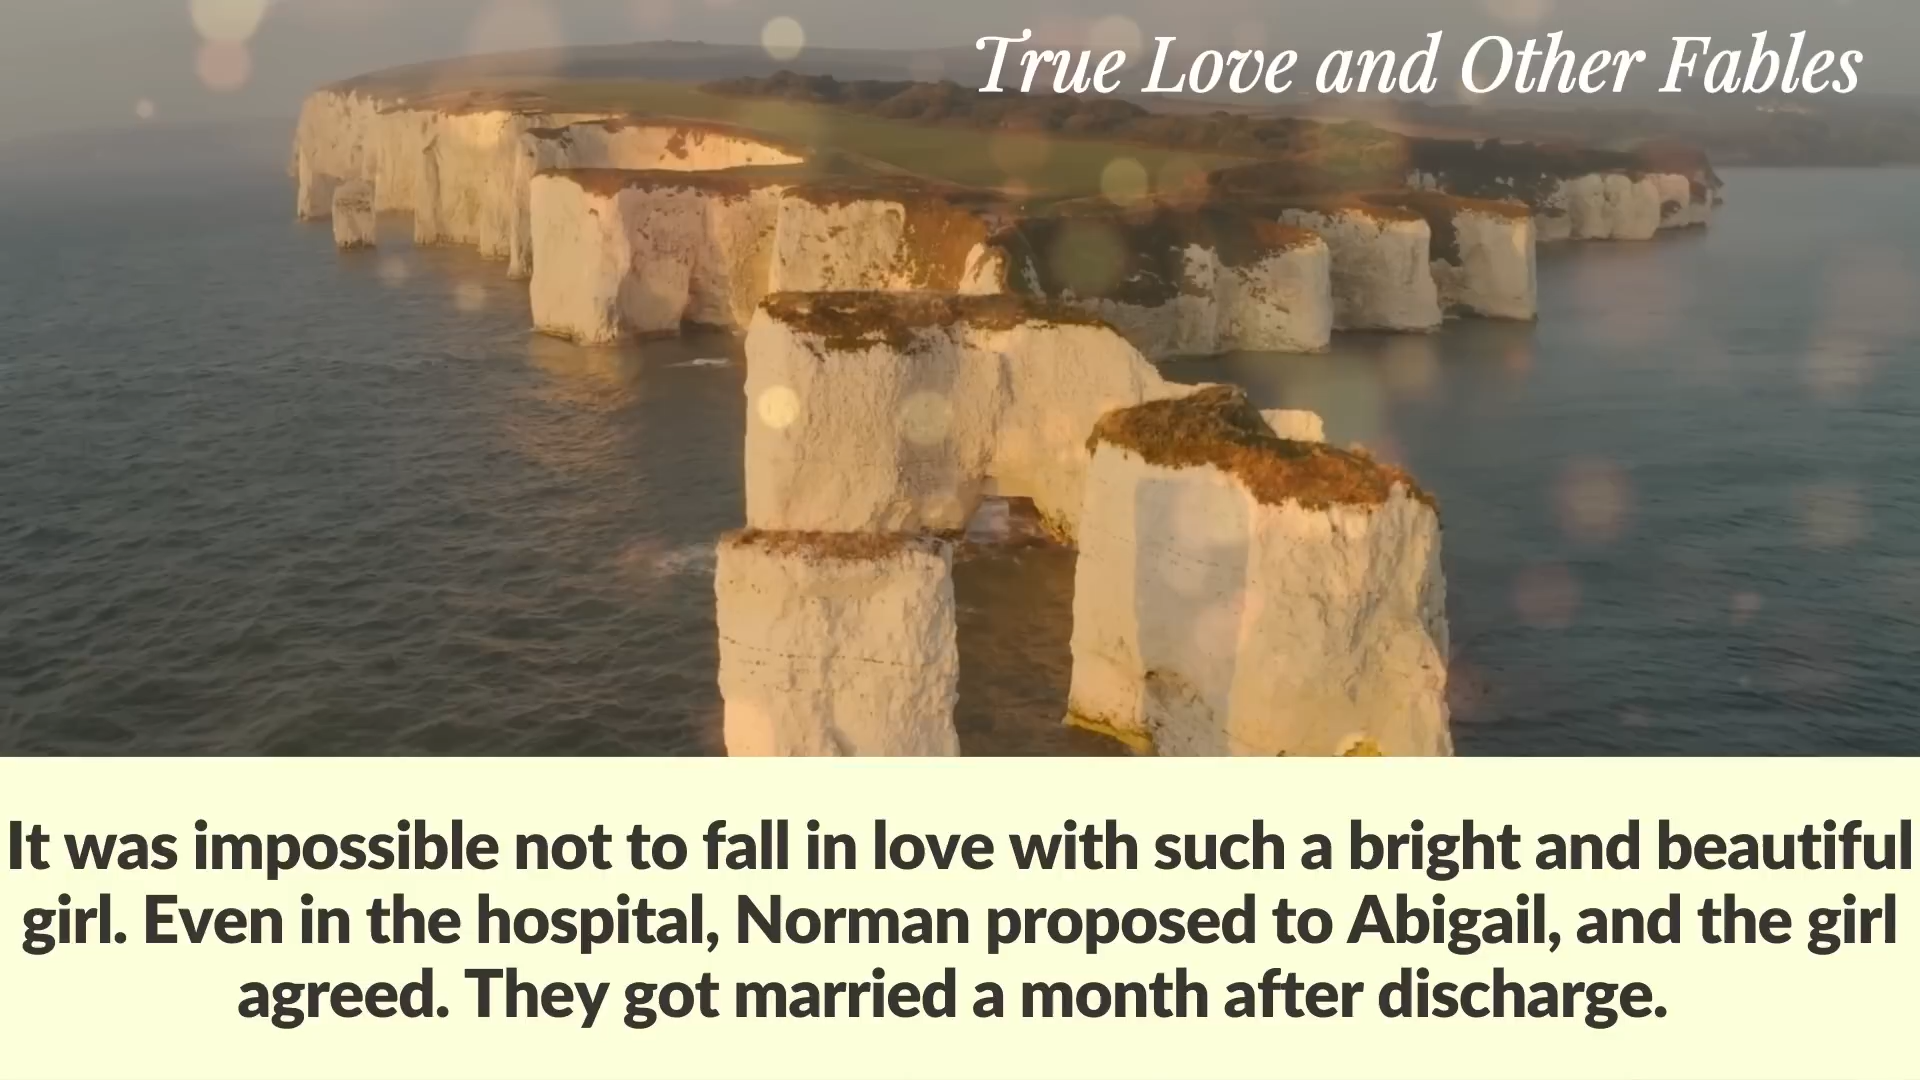 True Love and Other Fables
It was impossible not to fall in love with such a bright and beautiful
girl. Even in the hospital, Norman proposed to Abigail, and the girl
agreed. They got married a month after discharge.